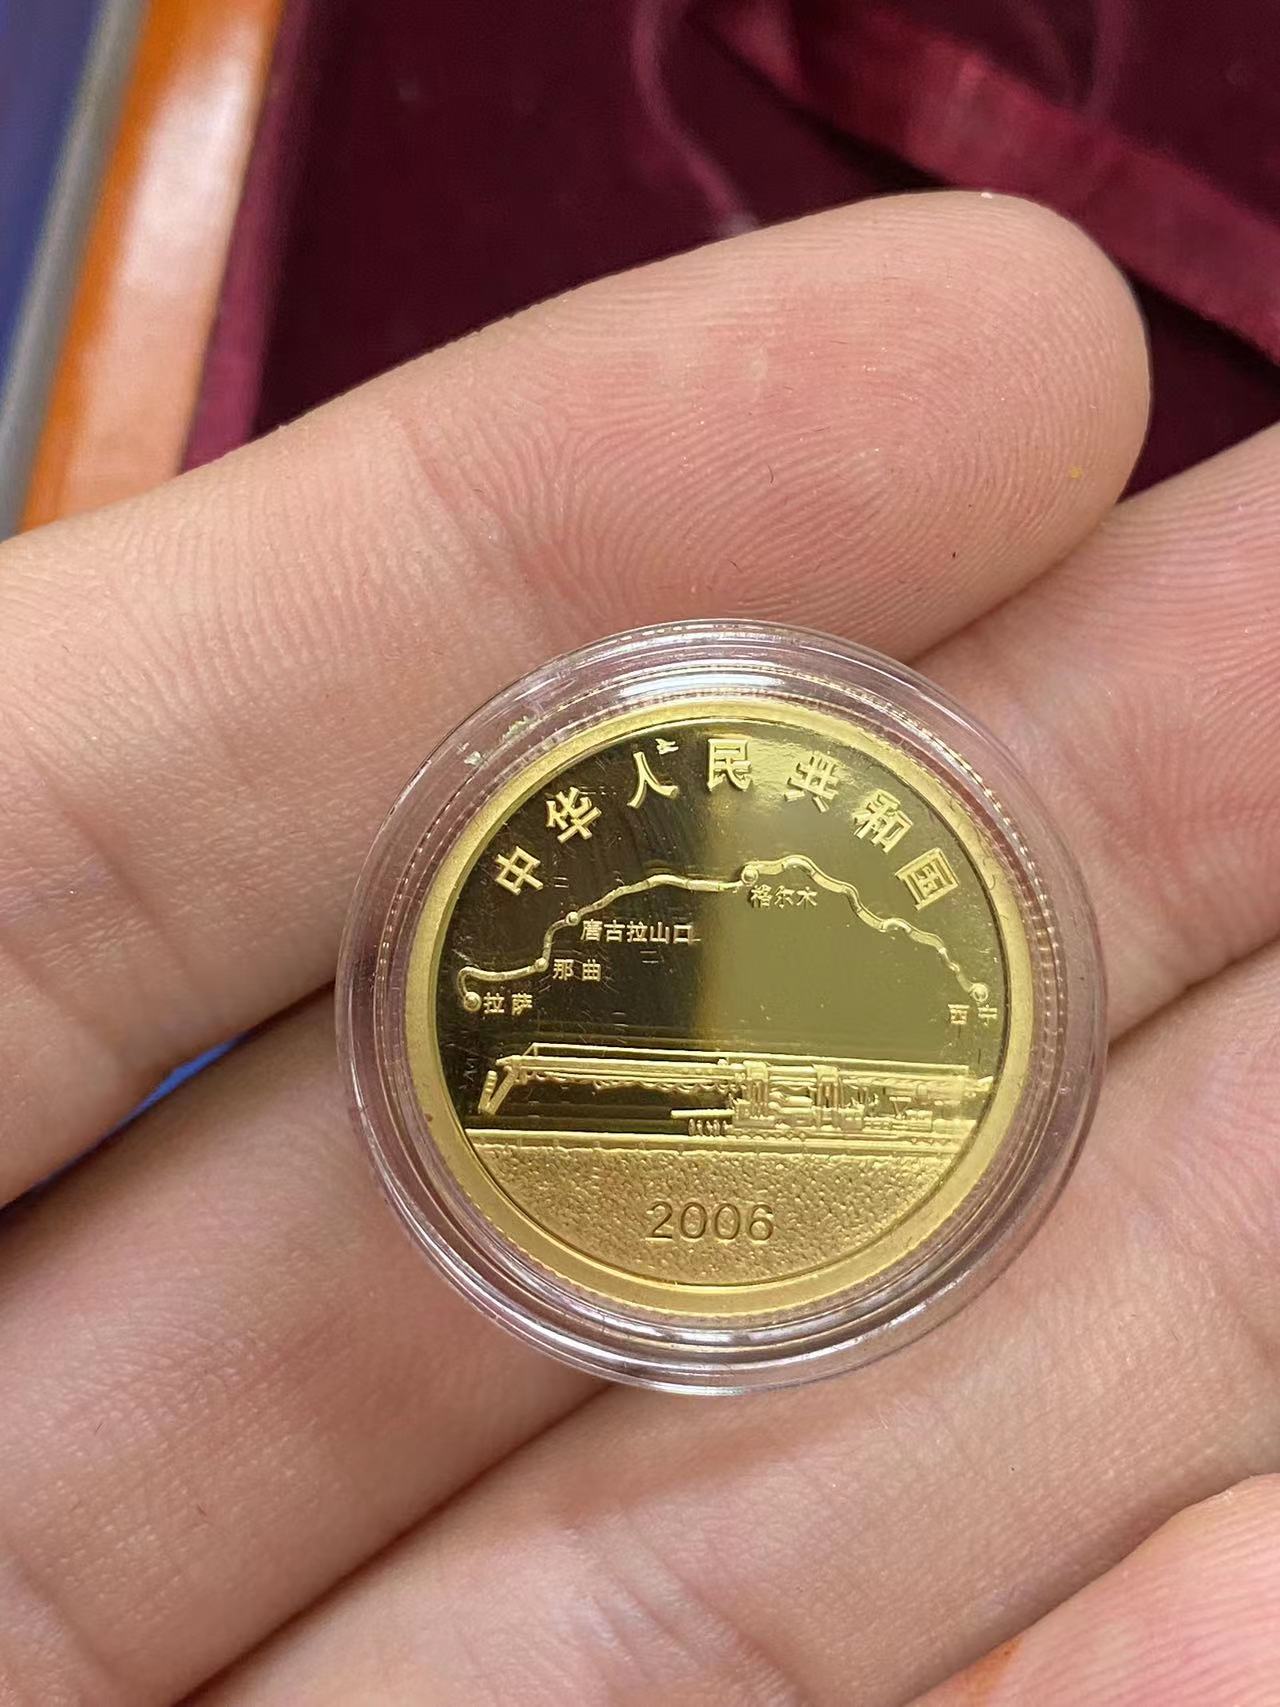 中华人民共和国
格尔木
唐古拉山口
那曲
拉萨
西宁
2006